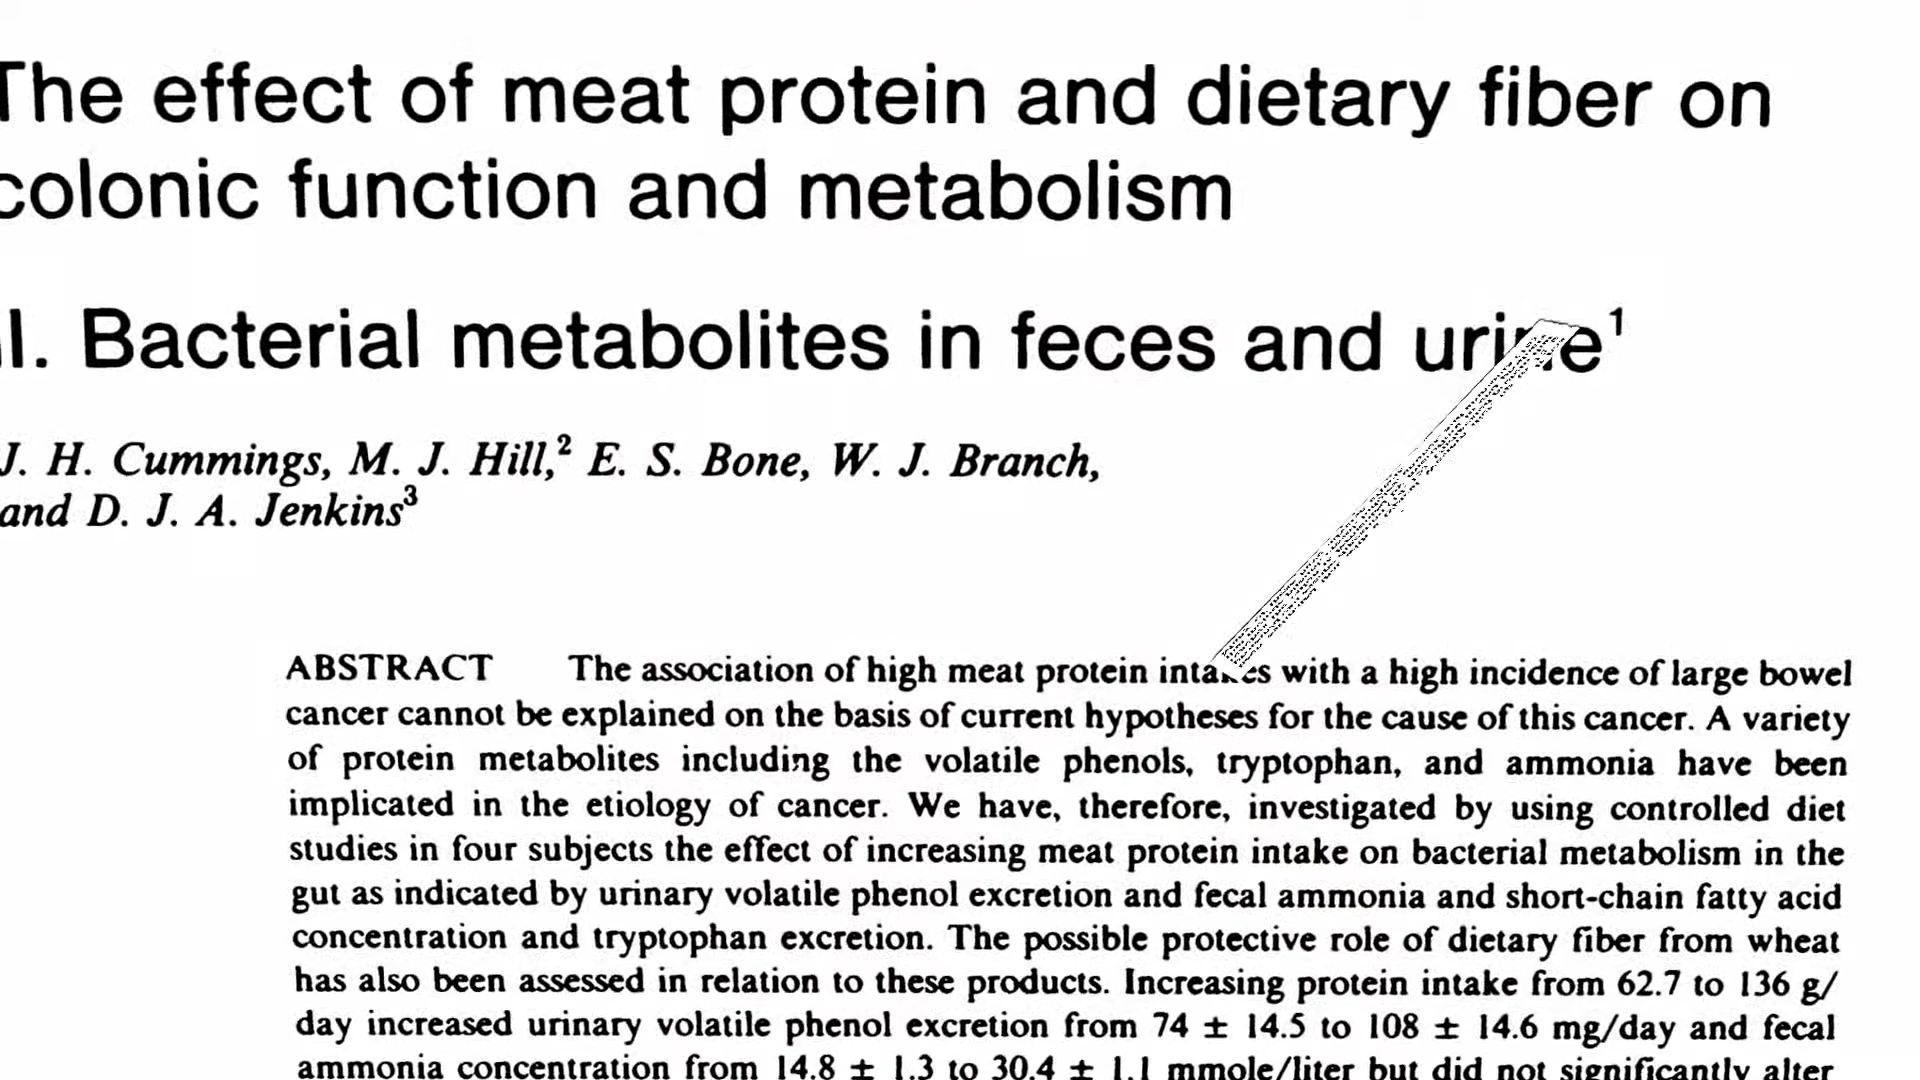 The effect of meat protein and dietary fiber on
colonic function and metabolism
II. Bacterial metabolites in feces and urine¹
J. H. Cummings, M. J. Hill,² E. S. Bone, W. J. Branch,
and D. J. A. Jenkins³
ABSTRACT The association of high meat protein intakes with a high incidence of large bowel
cancer cannot be explained on the basis of current hypotheses for the cause of this cancer. A variety
of protein metabolites including the volatile phenols, tryptophan, and ammonia have been
implicated in the etiology of cancer. We have, therefore, investigated by using controlled diet
studies in four subjects the effect of increasing meat protein intake on bacterial metabolism in the
gut as indicated by urinary volatile phenol excretion and fecal ammonia and short-chain fatty acid
concentration and tryptophan excretion. The possible protective role of dietary fiber from wheat
has also been assessed in relation to these products. Increasing protein intake from 62.7 to 136 g/
day increased urinary volatile phenol excretion from 74 ± 14.5 to 108 ± 14.6 mg/day and fecal
ammonia concentration from 14.8 ± 1.3 to 30.4 ± 1.1 mmole/liter but did not significantly alter